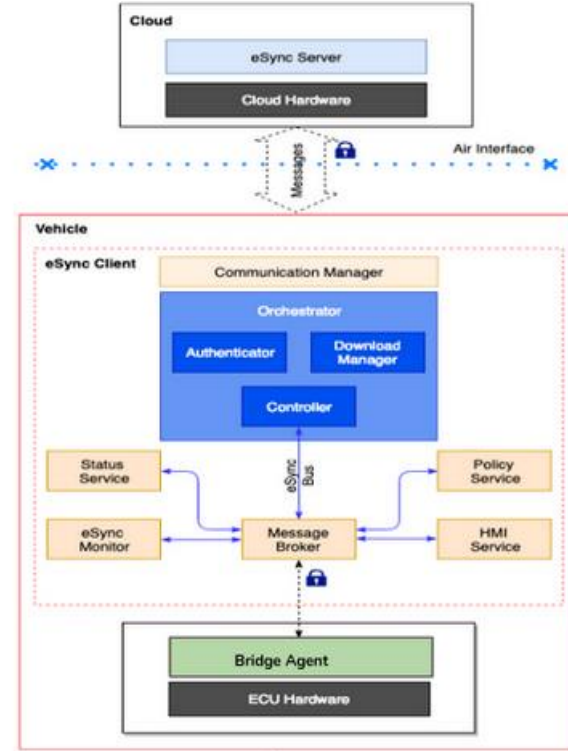 Cloud
eSync Server
Cloud Hardware
Messages
Air Interface
Vehicle
eSync Client
Communication Manager
Orchestrator
Authenticator
Download
Manager
Controller
eSync
Bus
Status
Service
Policy
Service
eSync
Monitor
Message
Broker
HMI
Service
Bridge Agent
ECU Hardware